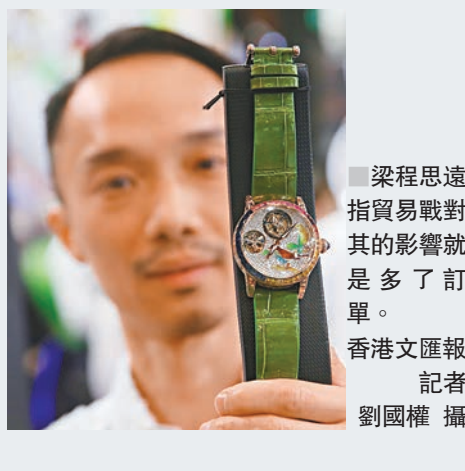 ■梁程思遠
指貿易戰對
其的影響就
是多了訂
單。
香港文匯報
記者
劉國權 攝